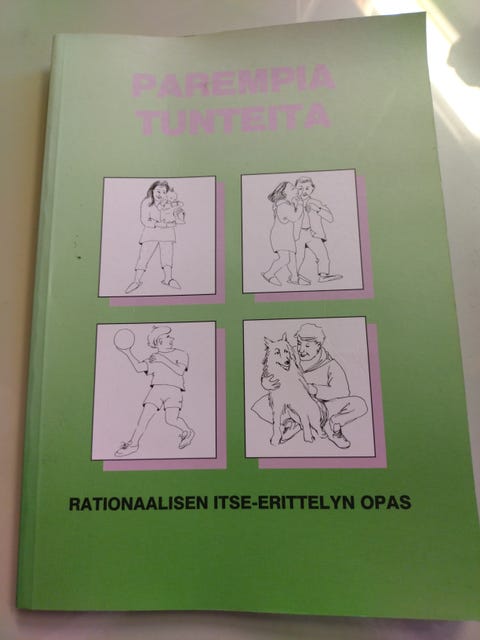 PAREMPIA
TUNTEITA
RATIONAALISEN ITSE-ERITTELYN OPAS